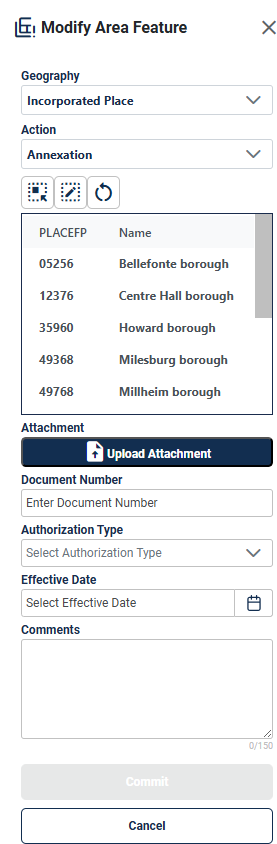 Modify Area Feature
Geography
Incorporated Place
Action
Annexation
PLACEFP Name
05256 Bellefonte borough
12376 Centre Hall borough
35960 Howard borough
49368 Milesburg borough
49768 Millheim borough
Attachment
Upload Attachment
Document Number
Enter Document Number
Authorization Type
Select Authorization Type
Effective Date
Select Effective Date
Comments
0/150
Commit
Cancel